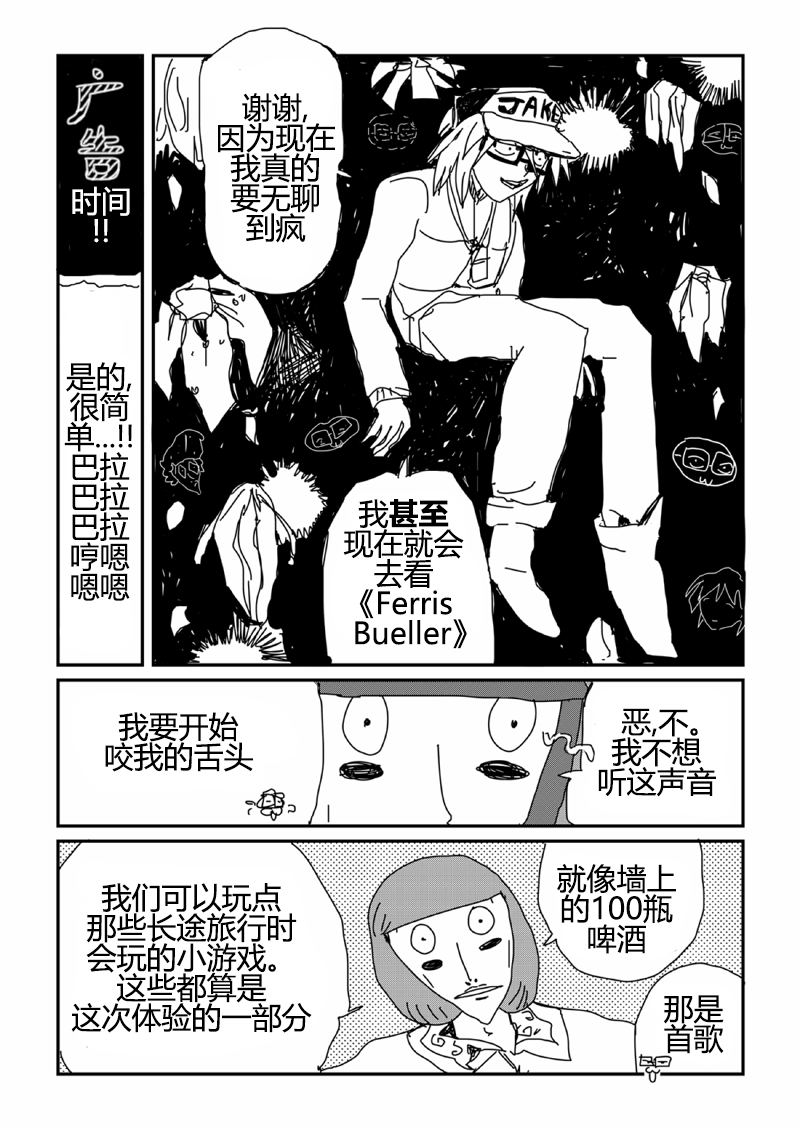 广告
时间
!!
是的,
很简
单...!!
巴拉
巴拉
巴拉
哼嗯
嗯嗯
谢谢,
因为现在
我真的
要无聊
到疯
JAKE
我甚至
现在就会
去看
《Ferris
Bueller》
我要开始
咬我的舌头
恶,不。
我不想
听这声音
我们可以玩点
那些长途旅行时
会玩的小游戏。
这些都算是
这次体验的一部分
就像墙上
的100瓶
啤酒
那是
首歌